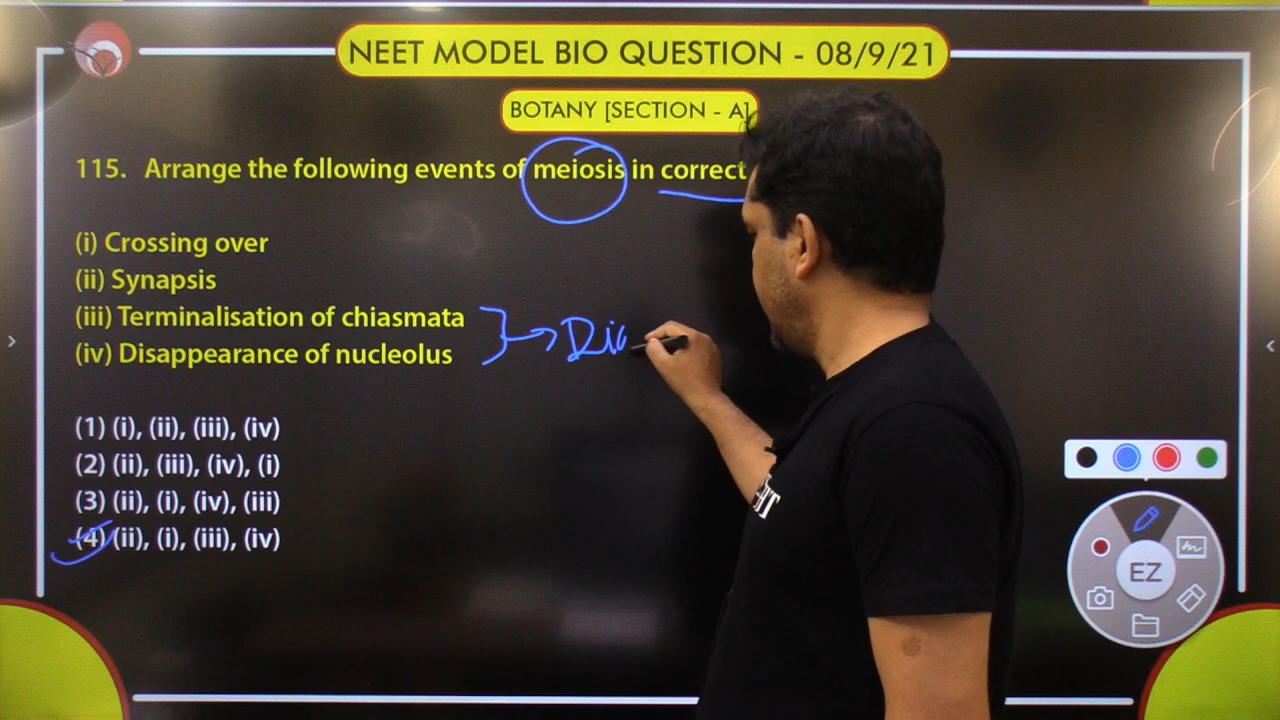 NEET MODEL BIO QUESTION - 08/9/21
BOTANY [SECTION - A]
115. Arrange the following events of meiosis in correct
(i) Crossing over
(ii) Synapsis
(iii) Terminalisation of chiasmata
(iv) Disappearance of nucleolus
Dia
(1) (i), (ii), (iii), (iv)
(2) (ii), (iii), (iv), (i)
(3) (ii), (i), (iv), (iii)
(4) (ii), (i), (iii), (iv)
EZ